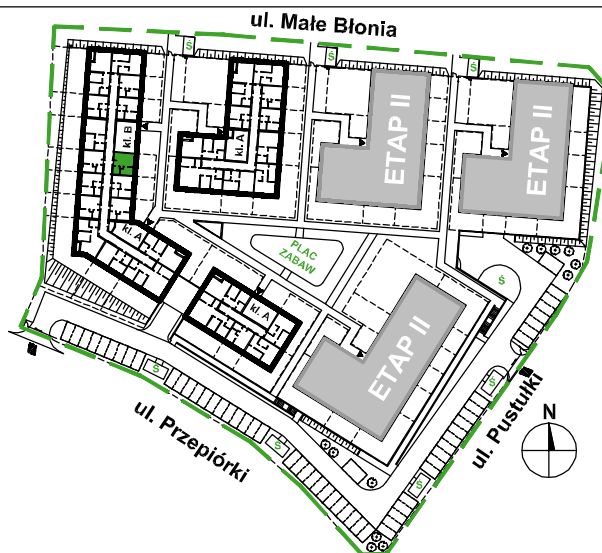 ul. Małe Błonia
Ś
Ś
Ś
kl. B
kl. A
ETAP II
ETAP II
kl. A
PLAC
ZABAW
Ś
kl. A
ETAP II
Ś
Ś
ul. Pustułki
N
ul. Przepiórki
Ś
Ś